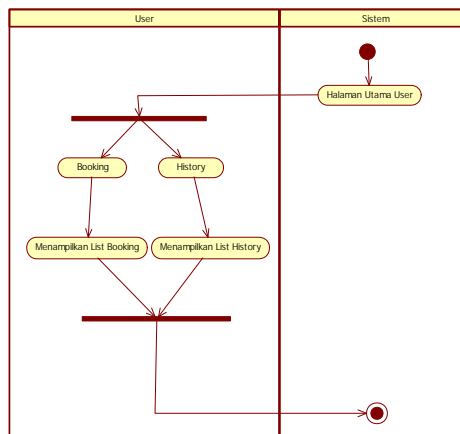 User
Sistem
Halaman Utama User
Booking
History
Menampilkan List Booking
Menampilkan List History